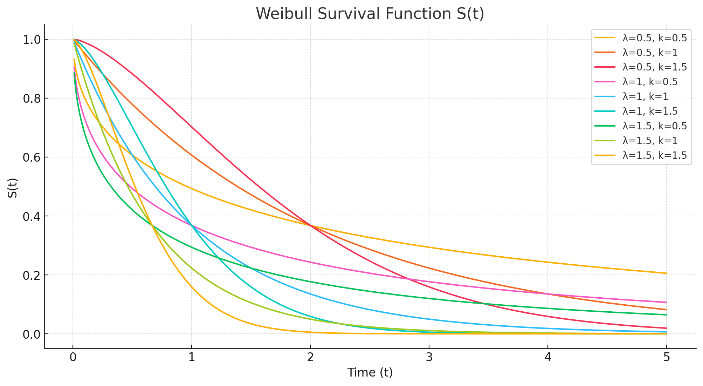 Weibull Survival Function S(t)
λ=0.5, k=0.5
λ=0.5, k=1
λ=0.5, k=1.5
λ=1, k=0.5
λ=1, k=1
λ=1, k=1.5
λ=1.5, k=0.5
λ=1.5, k=1
λ=1.5, k=1.5
S(t)
1.0
0.8
0.6
0.4
0.2
0.0
0 1 2 3 4 5
Time (t)